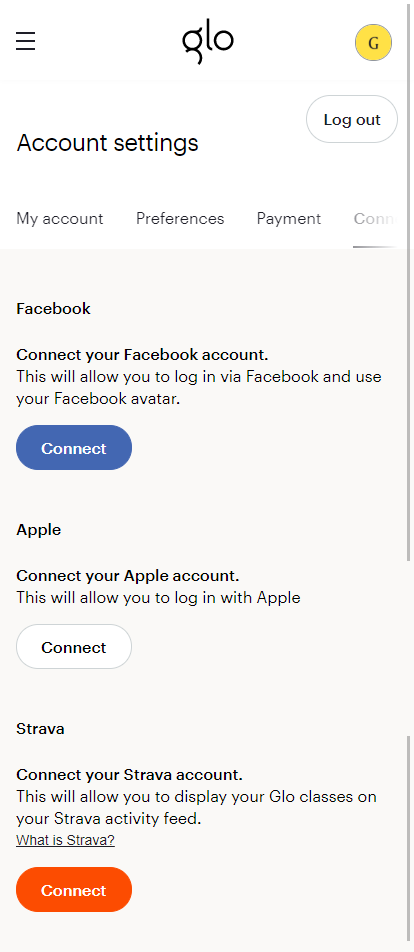 glo
G
Log out
Account settings
My account Preferences Payment Conn
Facebook
Connect your Facebook account.
This will allow you to log in via Facebook and use
your Facebook avatar.
Connect
Apple
Connect your Apple account.
This will allow you to log in with Apple
Connect
Strava
Connect your Strava account.
This will allow you to display your Glo classes on
your Strava activity feed.
What is Strava?
Connect